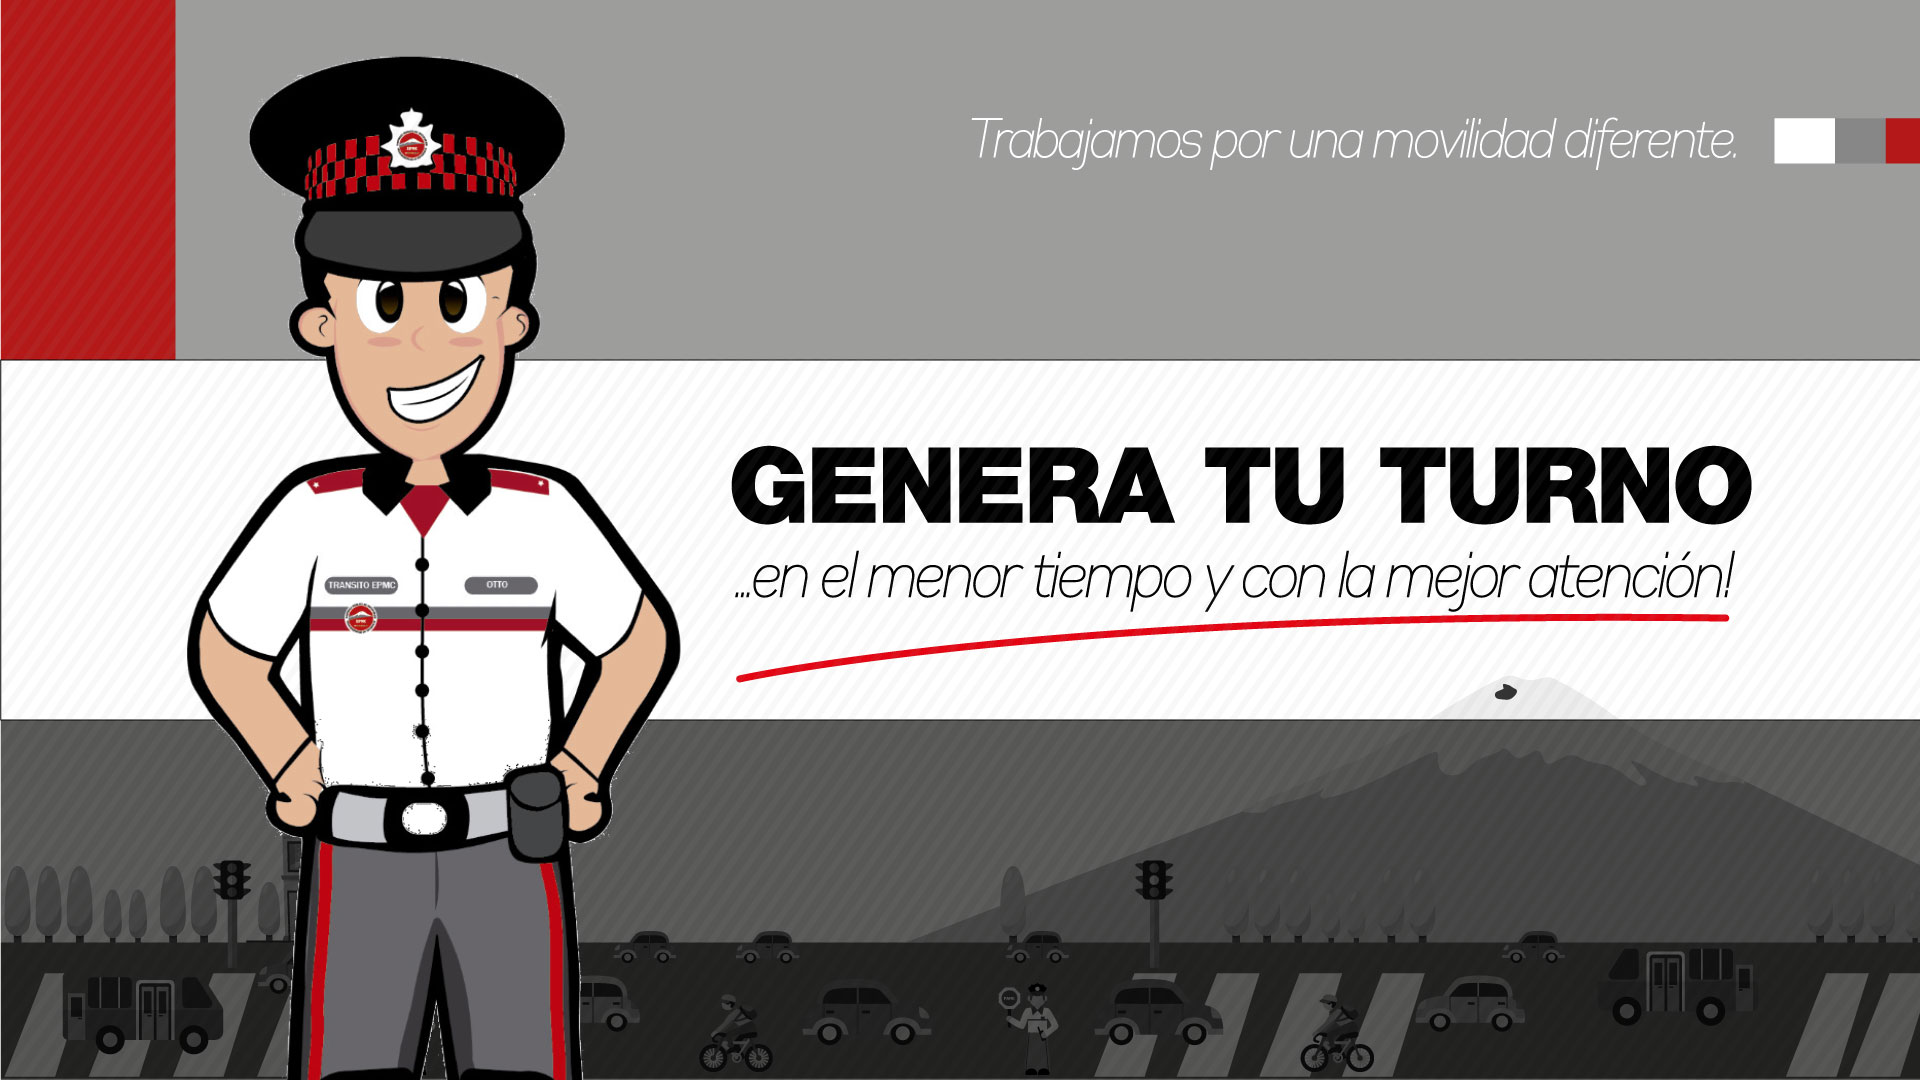 Trabajamos por una movilidad diferente.
GENERA TU TURNO
...en el menor tiempo y con la mejor atención!
TRANSITO EPMC
OTTO